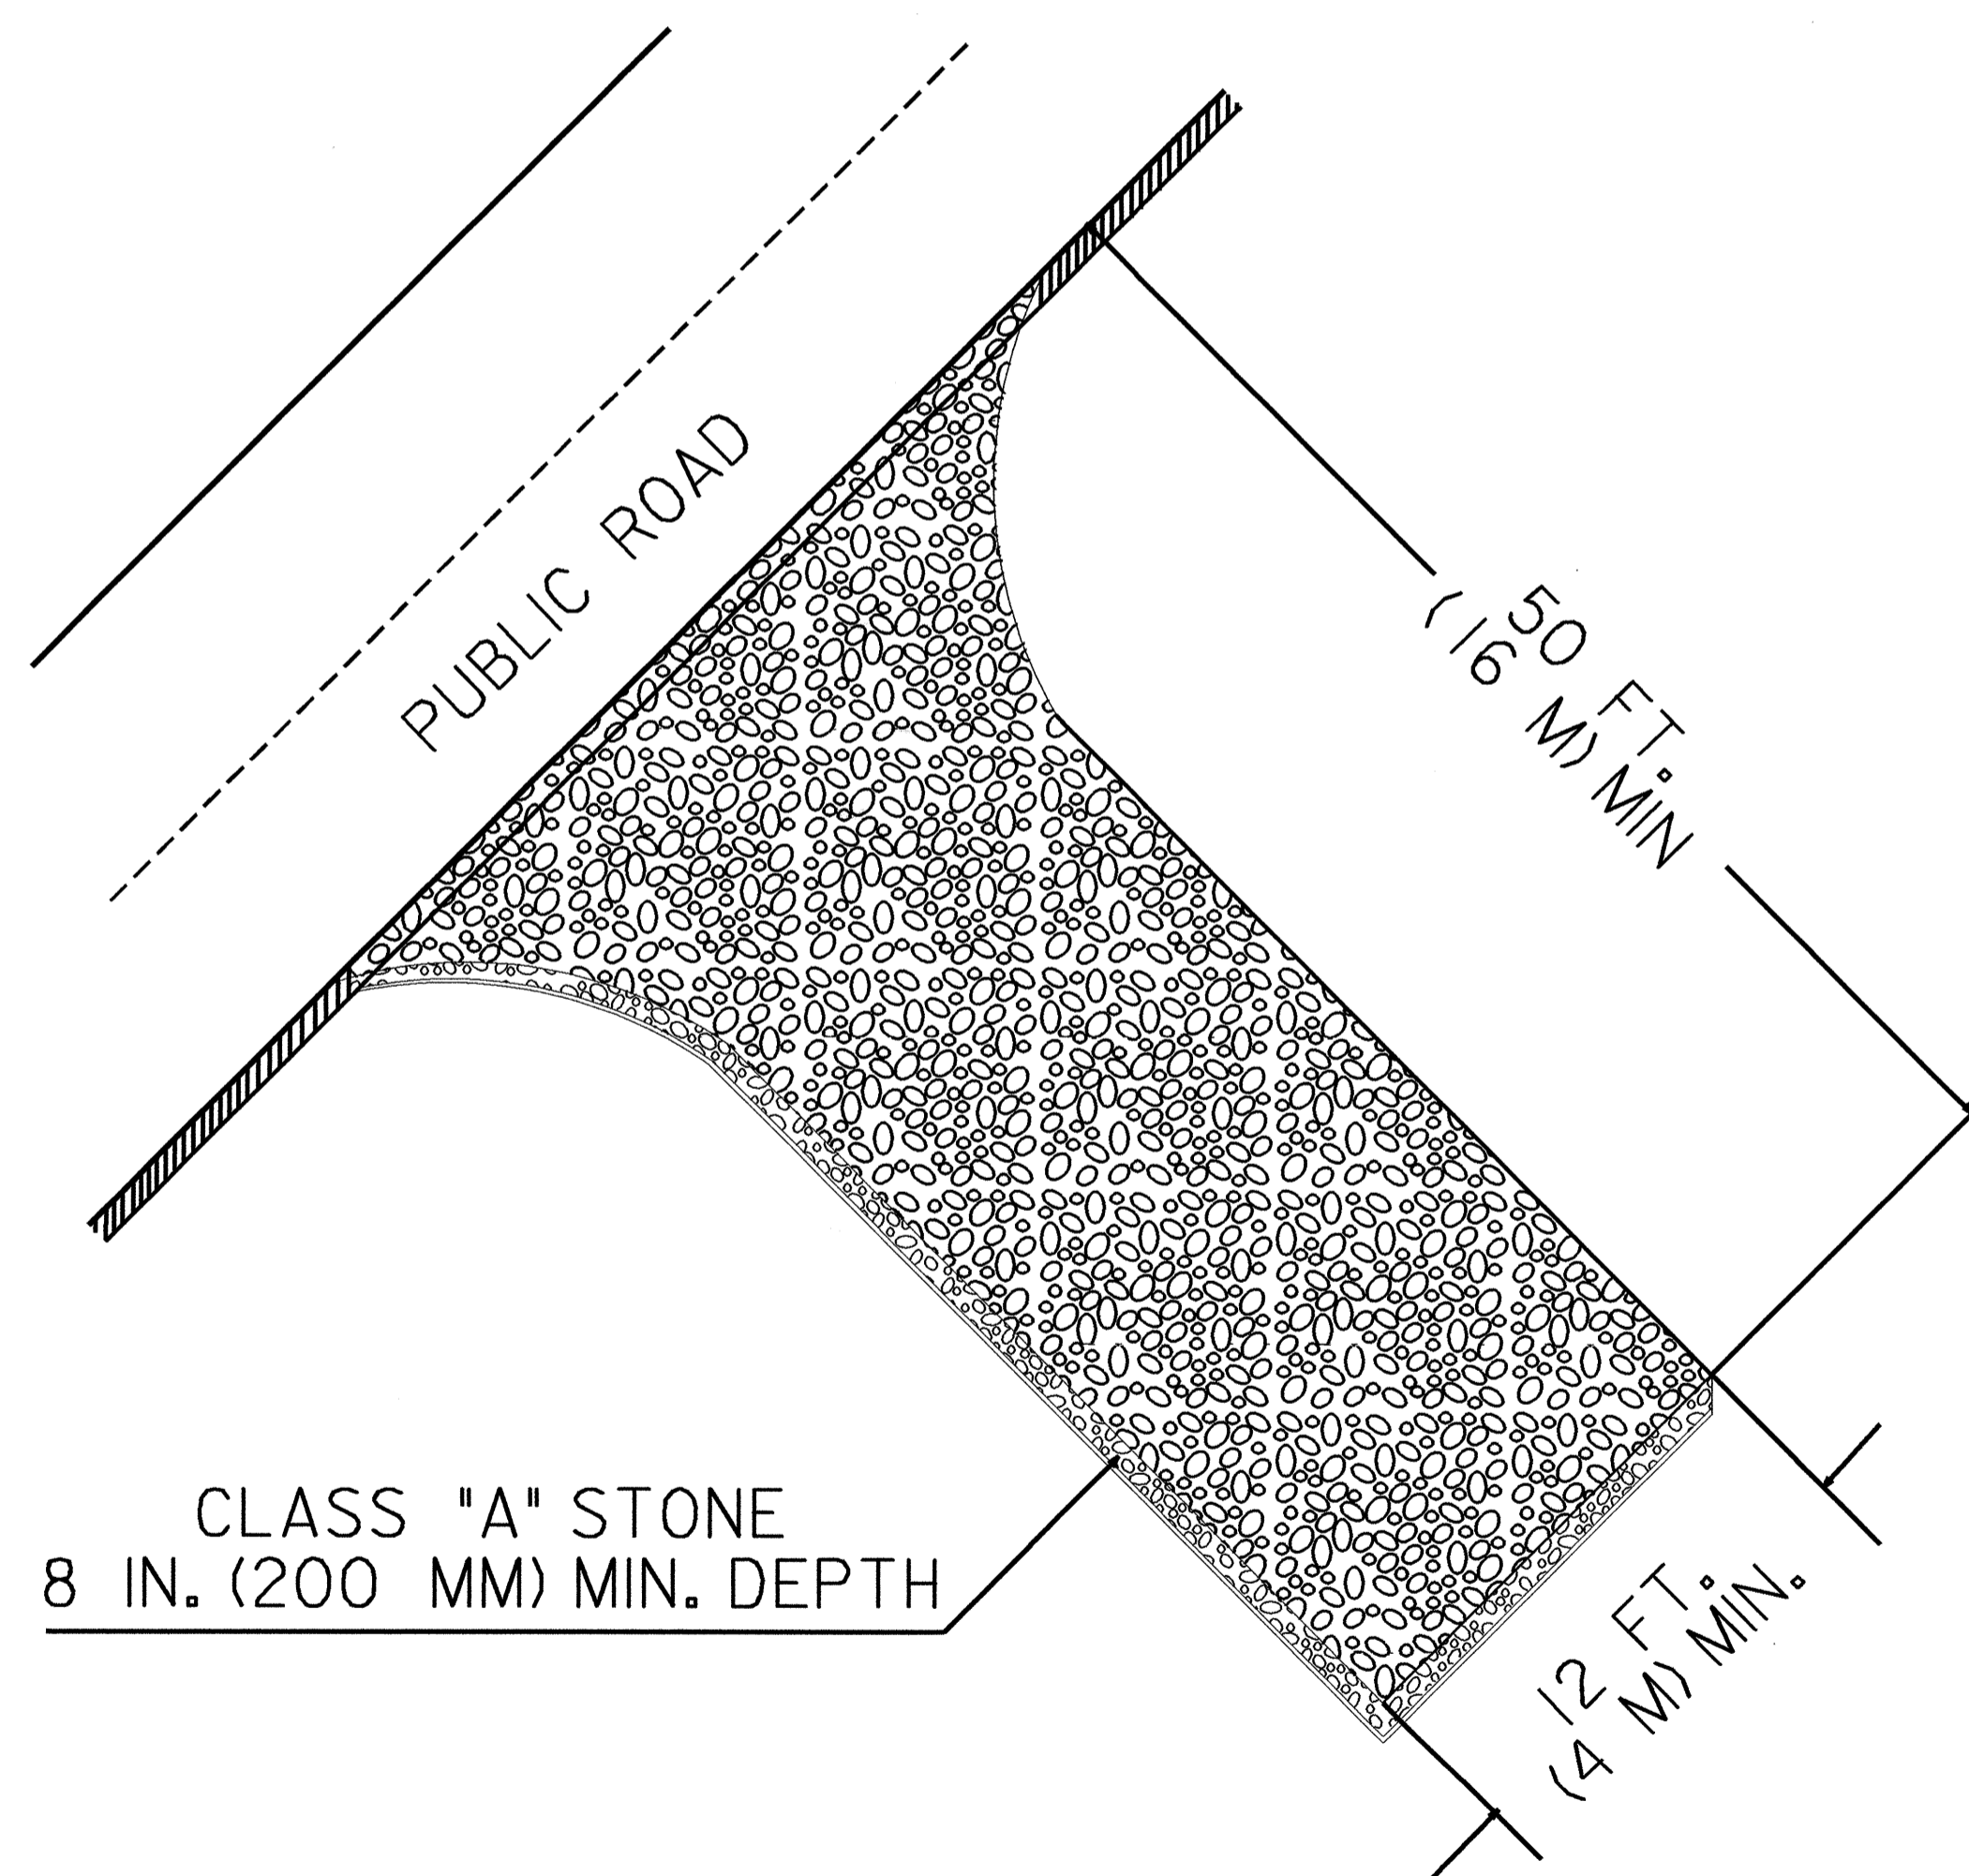 PUBLIC ROAD
50 FT.
(16 M) MIN
CLASS "A" STONE
8 IN. (200 MM) MIN. DEPTH
12 FT.
(4 M) MIN.